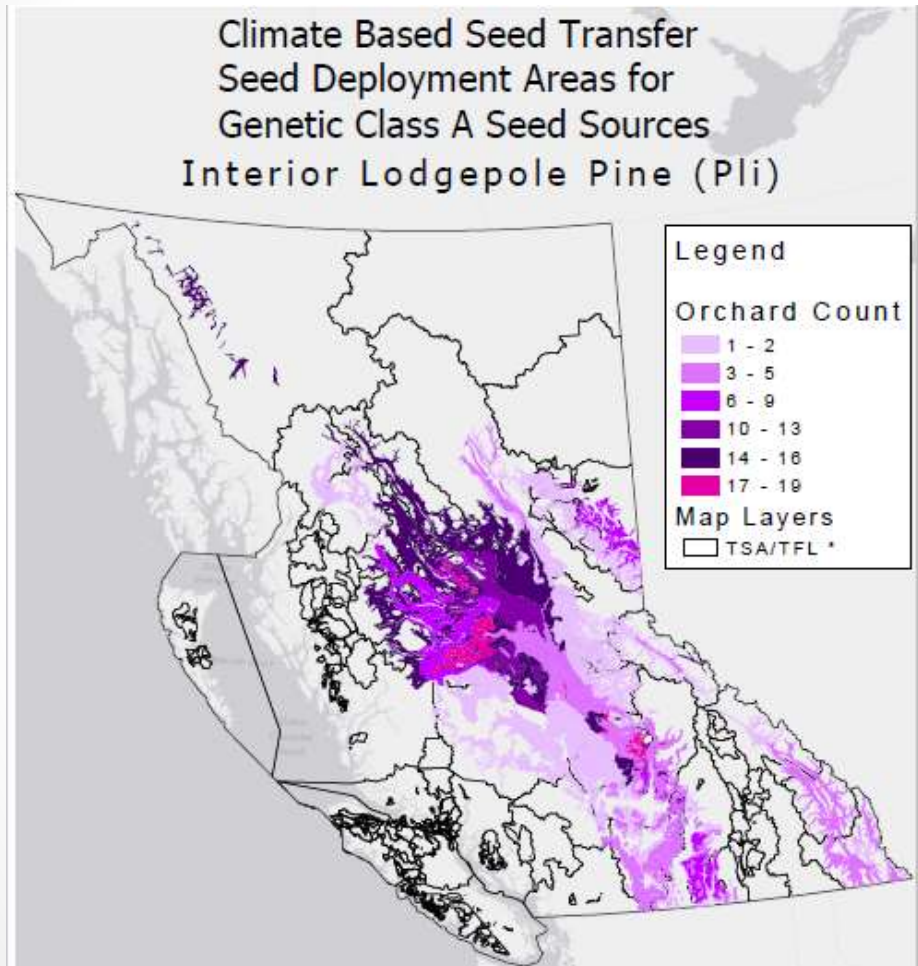 Climate Based Seed Transfer
Seed Deployment Areas for
Genetic Class A Seed Sources
Interior Lodgepole Pine (Pli)
Legend
Orchard Count
1 - 2
3 - 5
6 - 9
10 - 13
14 - 16
17 - 19
Map Layers
TSA/TFL *